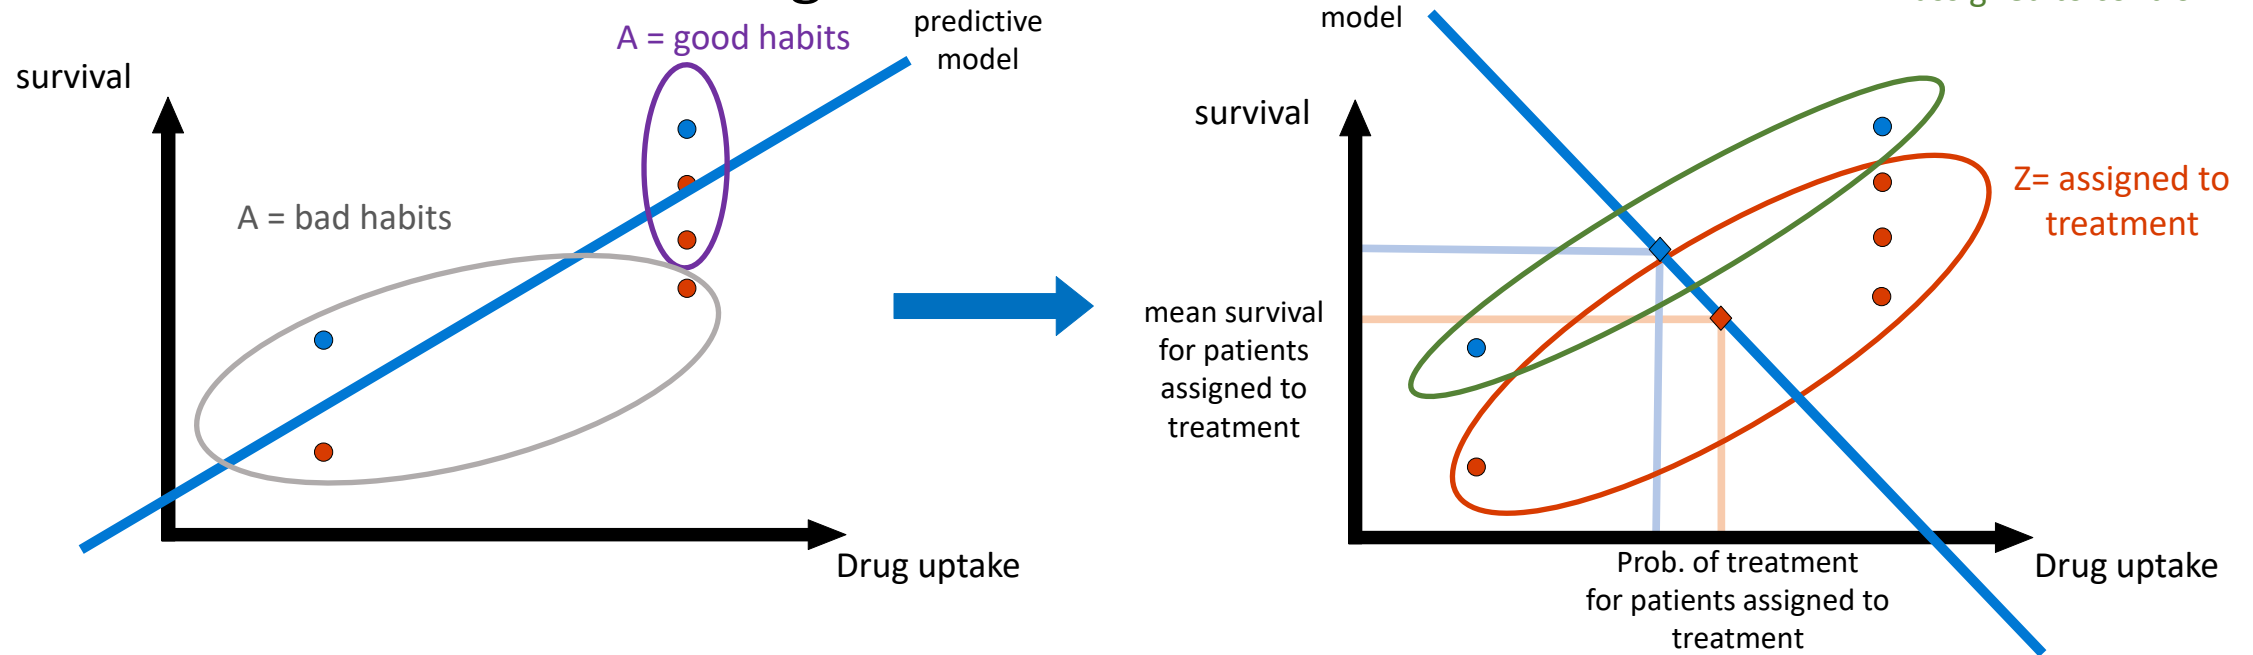 A = good habits
predictive
model
survival
A = bad habits
Drug uptake
model
survival
Z= assigned to
treatment
mean survival
for patients
assigned to
treatment
Prob. of treatment
for patients assigned to
treatment
Drug uptake